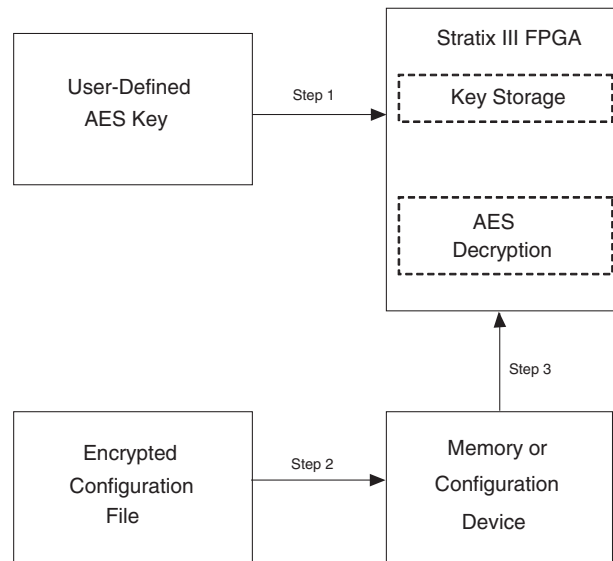 Stratix III FPGA
User-Defined
AES Key
Step 1
Key Storage
AES
Decryption
Step 3
Encrypted
Configuration
File
Step 2
Memory or
Configuration
Device